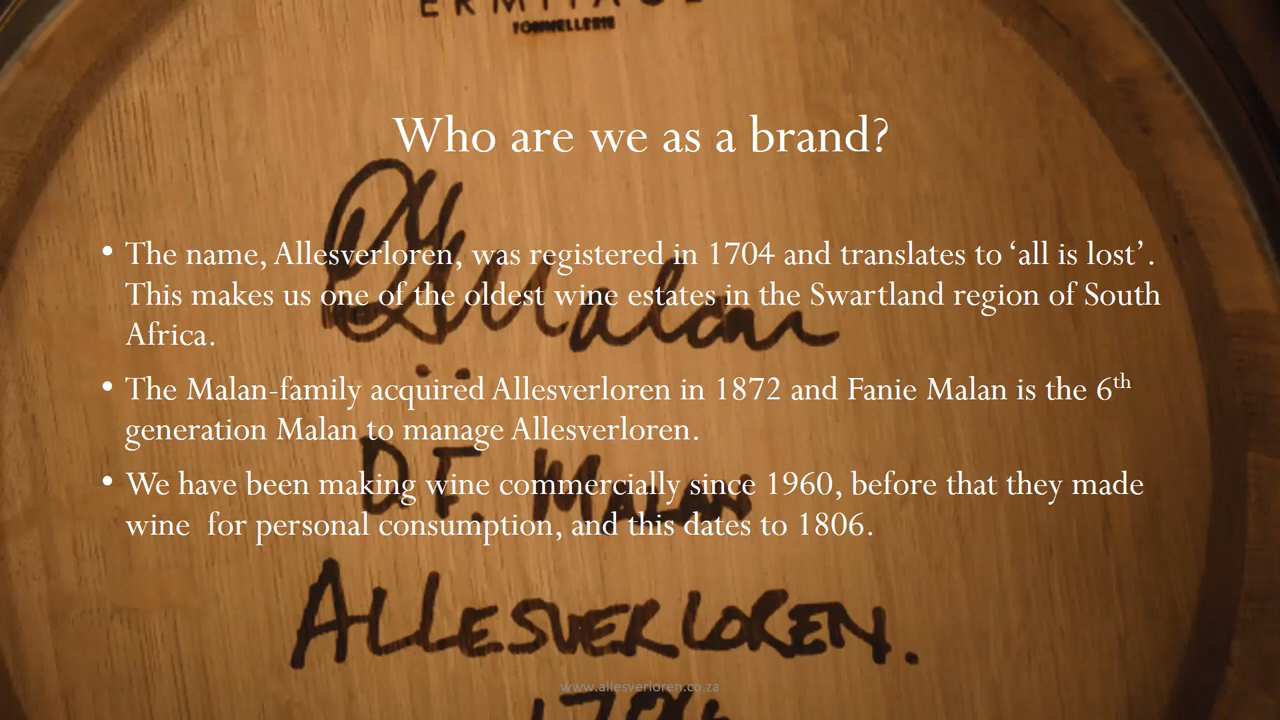 ERMITAGE
TONNELLERIE
Who are we as a brand?
• The name, Allesverloren, was registered in 1704 and translates to ‘all is lost’.
This makes us one of the oldest wine estates in the Swartland region of South
Africa.
• The Malan-family acquired Allesverloren in 1872 and Fanie Malan is the 6th
generation Malan to manage Allesverloren.
• We have been making wine commercially since 1960, before that they made
wine  for personal consumption, and this dates to 1806.
Malan
D.F. Malan
ALLESVERLOREN.
www.allesverloren.co.za